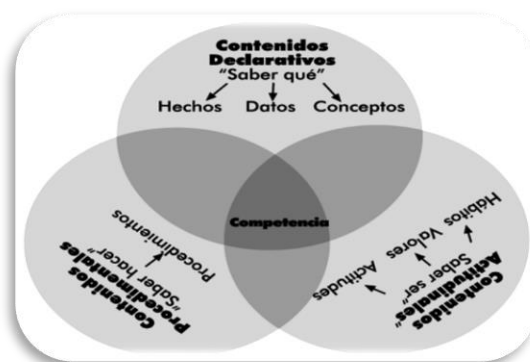 Contenidos
Declarativos
"Saber qué"
Hechos Datos Conceptos
Competencia
Procedimientos
"Saber hacer"
Procedimentales
Contenidos
Hábitos
Valores
Actitudes
Saber ser"
Actitudinales"
Contenidos